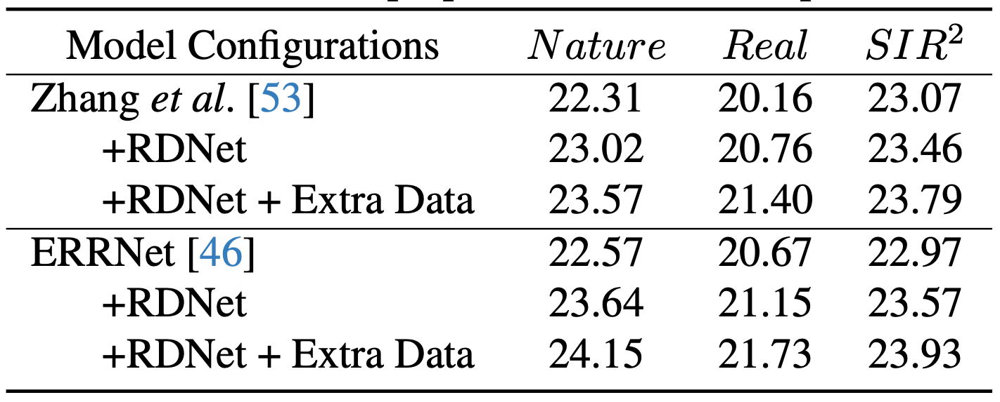 Model Configurations Nature Real SIR²
Zhang et al. [53] 22.31 20.16 23.07
+RDNet 23.02 20.76 23.46
+RDNet + Extra Data 23.57 21.40 23.79
ERRNet [46] 22.57 20.67 22.97
+RDNet 23.64 21.15 23.57
+RDNet + Extra Data 24.15 21.73 23.93